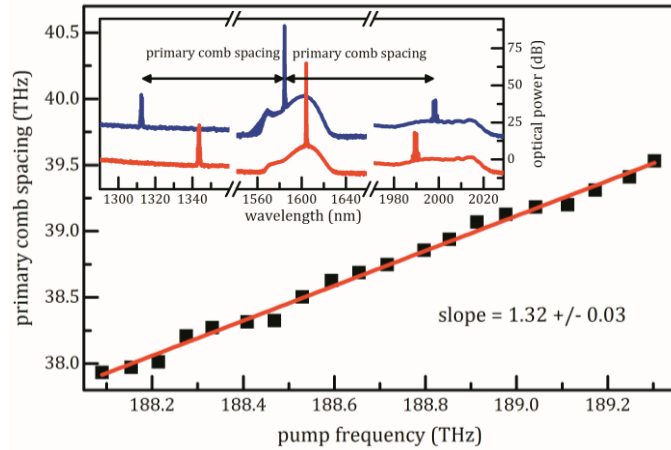 40.5
40.0
39.5
39.0
38.5
38.0
primary comb spacing (THz)
primary comb spacing primary comb spacing
75
50
25
0
optical power (dB)
1300 1320 1340 1560 1600 1640 1980 2000 2020
wavelength (nm)
slope = 1.32 +/- 0.03
188.2 188.4 188.6 188.8 189.0 189.2
pump frequency (THz)